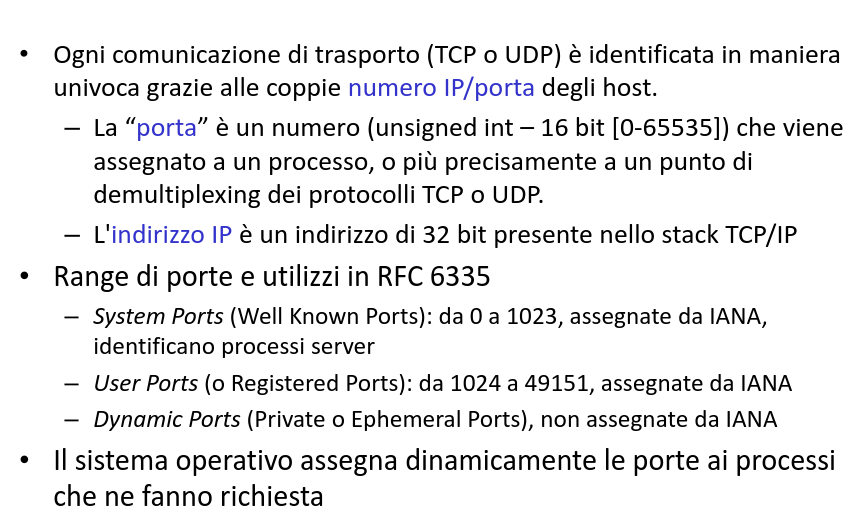 • Ogni comunicazione di trasporto (TCP o UDP) è identificata in maniera
univoca grazie alle coppie numero IP/porta degli host.
– La “porta” è un numero (unsigned int – 16 bit [0-65535]) che viene
assegnato a un processo, o più precisamente a un punto di
demultiplexing dei protocolli TCP o UDP.
– L'indirizzo IP è un indirizzo di 32 bit presente nello stack TCP/IP
• Range di porte e utilizzi in RFC 6335
– System Ports (Well Known Ports): da 0 a 1023, assegnate da IANA,
identificano processi server
– User Ports (o Registered Ports): da 1024 a 49151, assegnate da IANA
– Dynamic Ports (Private o Ephemeral Ports), non assegnate da IANA
• Il sistema operativo assegna dinamicamente le porte ai processi
che ne fanno richiesta